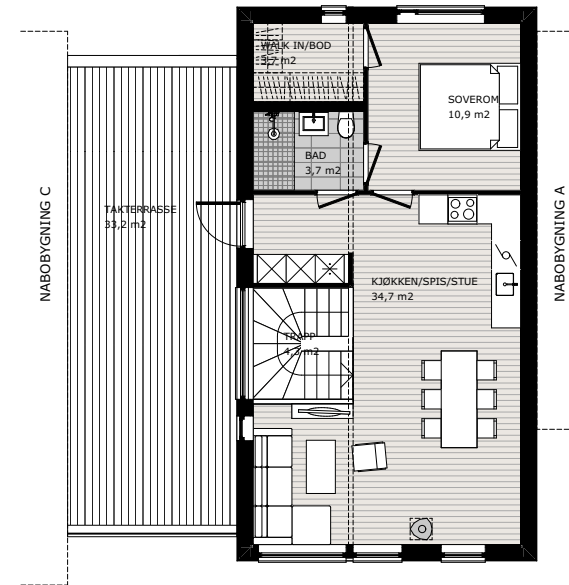 WALK IN/BOD
3,7 m2
SOVEROM
10,9 m2
BAD
3,7 m2
TAKTERRASSE
33,2 m2
NABOBYGNING C
NABOBYGNING A
KJØKKEN/SPIS/STUE
34,7 m2
TRAPP
4,3 m2